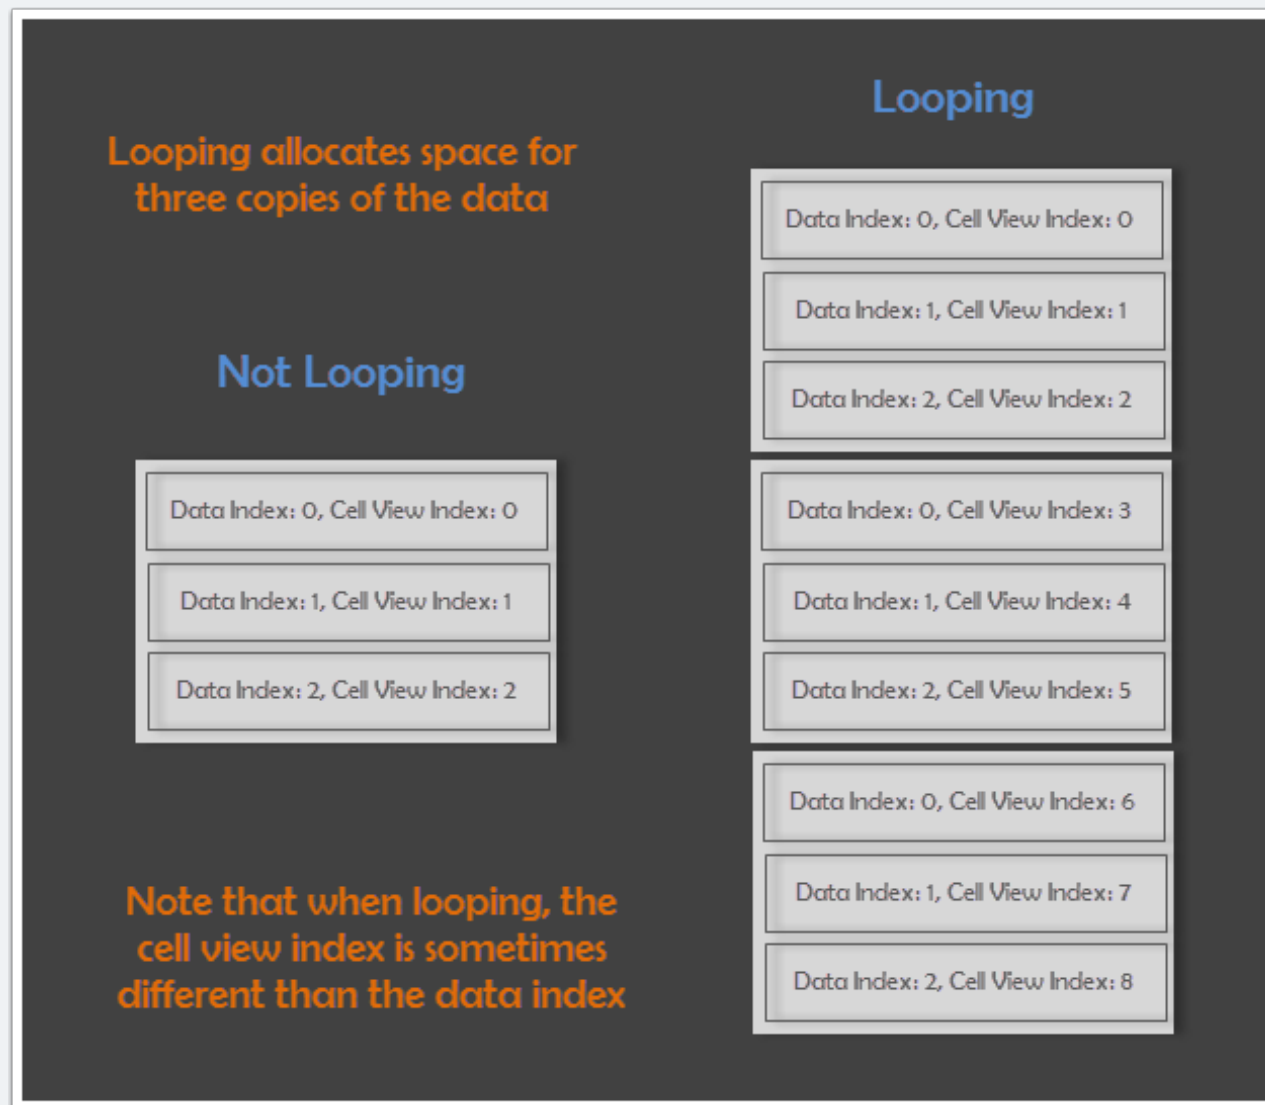 Looping allocates space for
three copies of the data
Not Looping
Data Index: 0, Cell View Index: 0
Data Index: 1, Cell View Index: 1
Data Index: 2, Cell View Index: 2
Note that when looping, the
cell view index is sometimes
different than the data index
Looping
Data Index: 0, Cell View Index: 0
Data Index: 1, Cell View Index: 1
Data Index: 2, Cell View Index: 2
Data Index: 0, Cell View Index: 3
Data Index: 1, Cell View Index: 4
Data Index: 2, Cell View Index: 5
Data Index: 0, Cell View Index: 6
Data Index: 1, Cell View Index: 7
Data Index: 2, Cell View Index: 8